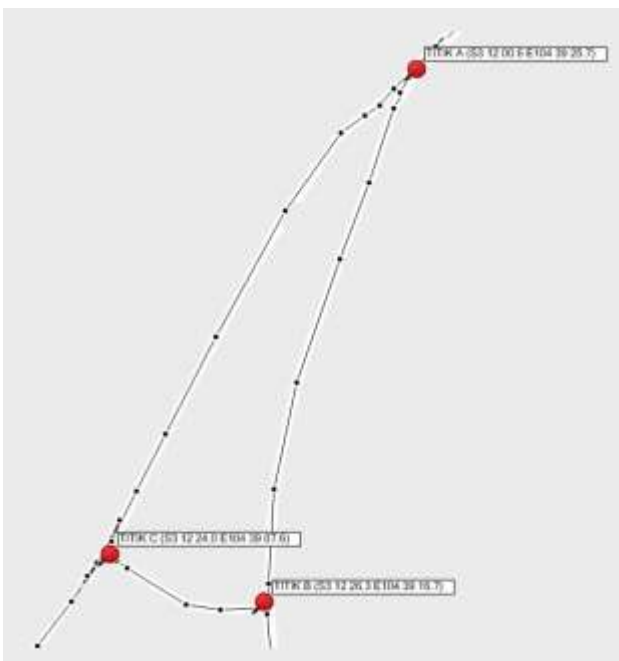 TITIK A (S3 12 00.6 E104 39 25.7)
TITIK C (S3 12 24.0 E104 39 07.6)
TITIK B (S3 12 26.3 E104 39 16.7)